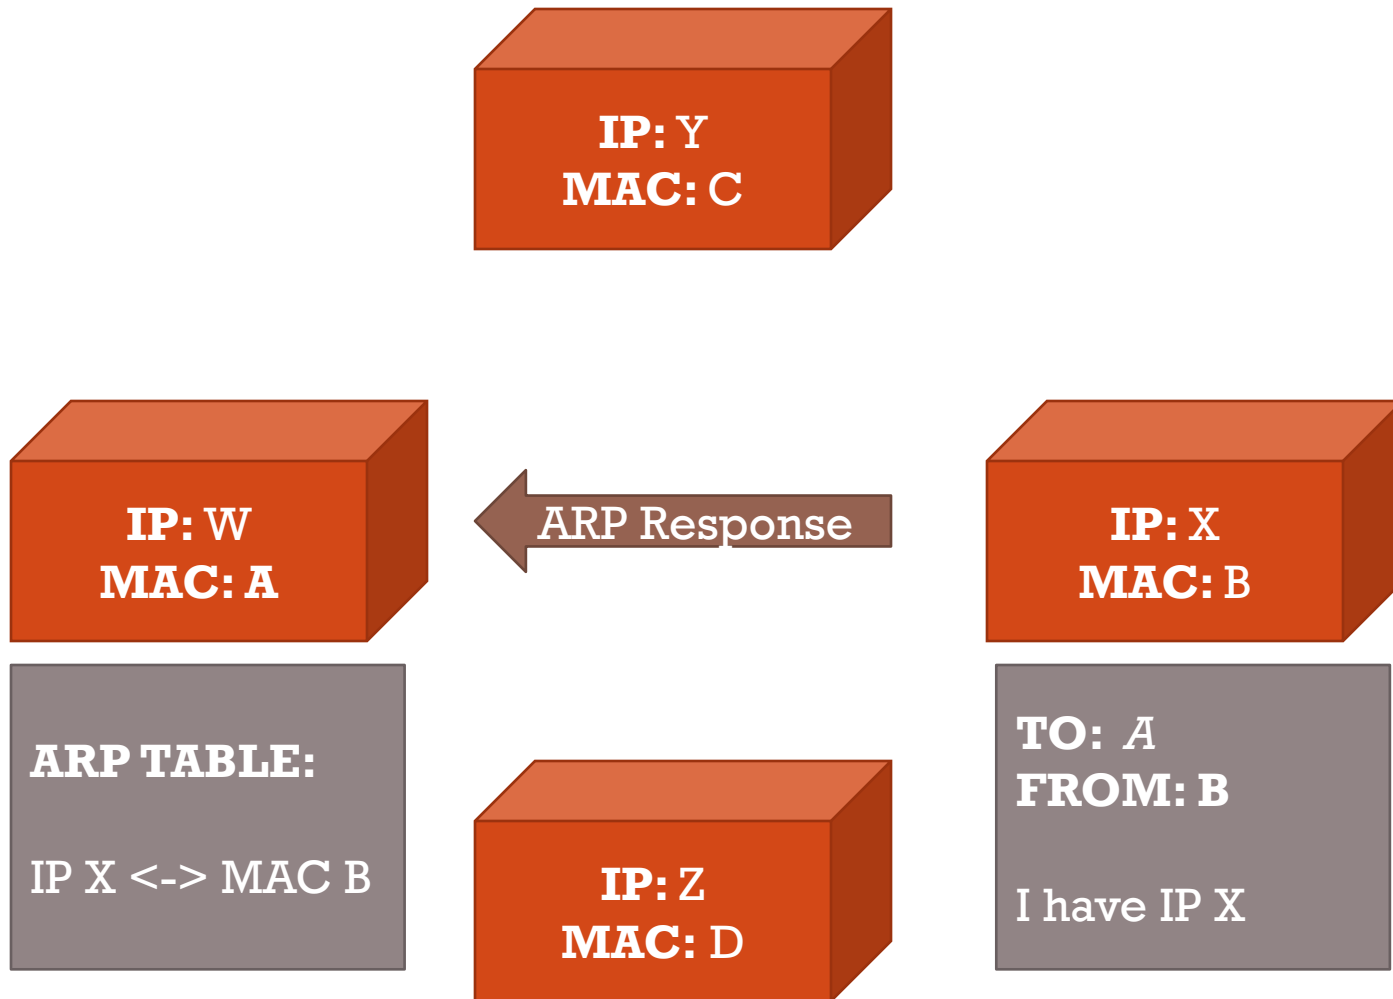 IP: Y
MAC: C
IP: W
MAC: A
ARP Response
IP: X
MAC: B
ARP TABLE:
IP X <-> MAC B
IP: Z
MAC: D
TO: A
FROM: B
I have IP X